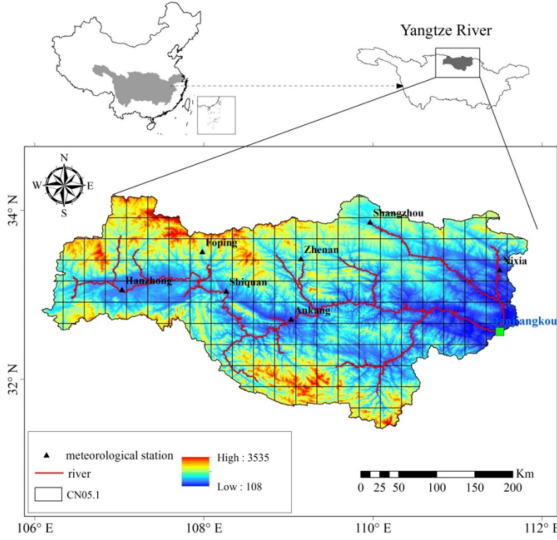 Yangtze River
N
W E
S
34° N
32° N
Shangzhou
Foping
Zhenan
Xixia
Hanzhong
Shiquan
Ankang
meteorological station
river
CN05.1
High : 3535
Low : 108
Km
0 25 50 100 150 200
106° E 108° E 110° E 112° E